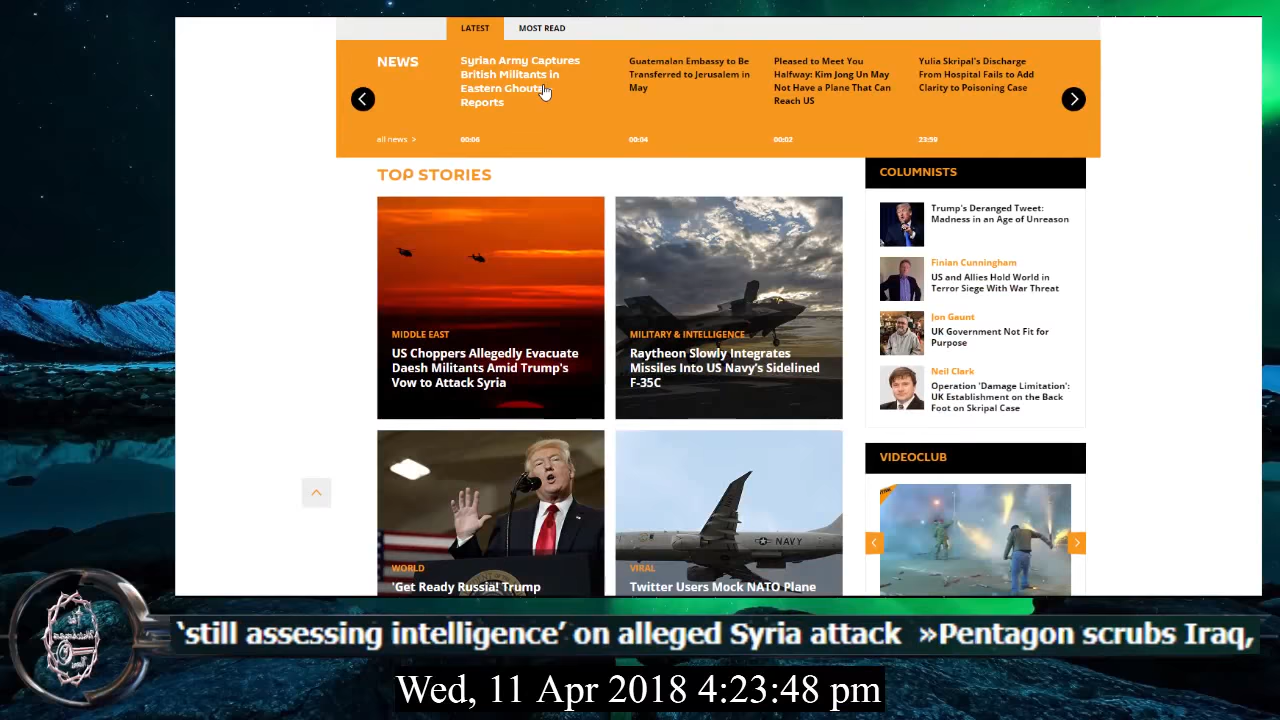 LATEST
MOST READ
NEWS
Syrian Army Captures
British Militants in
Eastern Ghouta
Reports
00:06
Guatemalan Embassy to Be
Transferred to Jerusalem in
May
00:04
Pleased to Meet You
Halfway: Kim Jong Un May
Not Have a Plane That Can
Reach US
00:02
Yulia Skripal's Discharge
From Hospital Fails to Add
Clarity to Poisoning Case
23:59
all news >
TOP STORIES
MIDDLE EAST
US Choppers Allegedly Evacuate
Daesh Militants Amid Trump's
Vow to Attack Syria
MILITARY & INTELLIGENCE
Raytheon Slowly Integrates
Missiles Into US Navy's Sidelined
F-35C
WORLD
'Get Ready Russia! Trump
NAVY
VIRAL
Twitter Users Mock NATO Plane
COLUMNISTS
Trump's Deranged Tweet:
Madness in an Age of Unreason
Finian Cunningham
US and Allies Hold World in
Terror Siege With War Threat
Jon Gaunt
UK Government Not Fit for
Purpose
Neil Clark
Operation 'Damage Limitation':
UK Establishment on the Back
Foot on Skripal Case
VIDEOCLUB
‘still assessing intelligence’ on alleged Syria attack »Pentagon scrubs Iraq,
Wed, 11 Apr 2018 4:23:48 pm